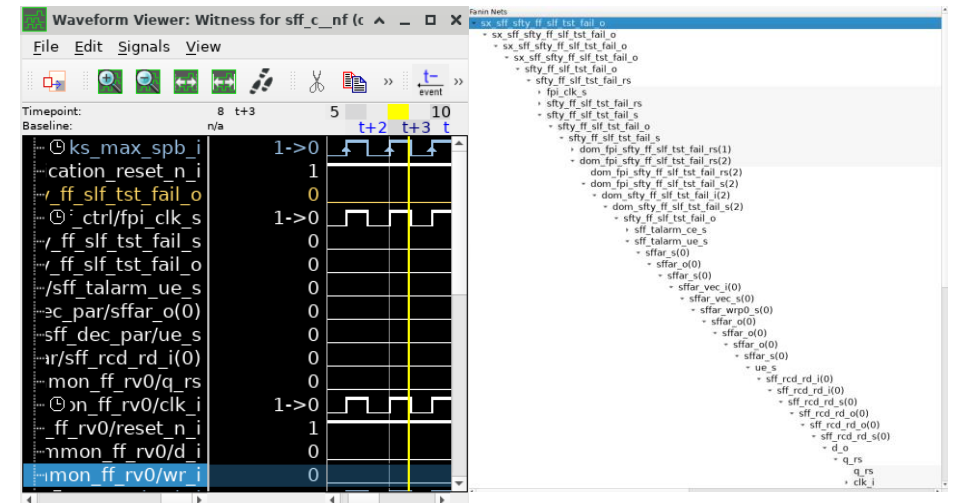 Waveform Viewer: Witness for sff_c__nf (c
File Edit Signals View
t–
event
Timepoint: 8 t+3 5 10
Baseline: n/a t+2 t+3 t
ks_max_spb_i 1->0
cation_reset_n_i 1
_ff_slf_tst_fail_o 0
_ctrl/fpi_clk_s 1->0
_ff_slf_tst_fail_s 0
_ff_slf_tst_fail_o 0
/sff_talarm_ue_s 0
ec_par/sffar_o(0) 0
sff_dec_par/ue_s 0
ar/sff_rcd_rd_i(0) 0
mon_ff_rv0/q_rs 0
on_ff_rv0/clk_i 1->0
_ff_rv0/reset_n_i 1
mmon_ff_rv0/d_i 0
mon_ff_rv0/wr_i 0
Fanin Nets
sx_sff_sfty_ff_slf_tst_fail_o
sx_sff_sfty_ff_slf_tst_fail_o
sx_sff_sfty_ff_slf_tst_fail_o
sx_sff_sfty_ff_slf_tst_fail_o
sfty_ff_slf_tst_fail_o
sfty_ff_slf_tst_fail_rs
fpi_clk_s
sfty_ff_slf_tst_fail_rs
sfty_ff_slf_tst_fail_s
sfty_ff_slf_tst_fail_o
sfty_ff_slf_tst_fail_s
dom_fpi_sfty_ff_slf_tst_fail_rs(1)
dom_fpi_sfty_ff_slf_tst_fail_rs(2)
dom_fpi_sfty_ff_slf_tst_fail_rs(2)
dom_fpi_sfty_ff_slf_tst_fail_s(2)
dom_sfty_ff_slf_tst_fail_i(2)
dom_sfty_ff_slf_tst_fail_s(2)
sfty_ff_slf_tst_fail_o
sff_talarm_ce_s
sff_talarm_ue_s
sffar_s(0)
sffar_o(0)
sffar_s(0)
sffar_vec_i(0)
sffar_vec_s(0)
sffar_wrp0_s(0)
sffar_o(0)
sffar_o(0)
sffar_o(0)
sffar_s(0)
ue_s
sff_rcd_rd_i(0)
sff_rcd_rd_i(0)
sff_rcd_rd_s(0)
sff_rcd_rd_o(0)
sff_rcd_rd_o(0)
sff_rcd_rd_s(0)
d_o
q_rs
q_rs
clk_i